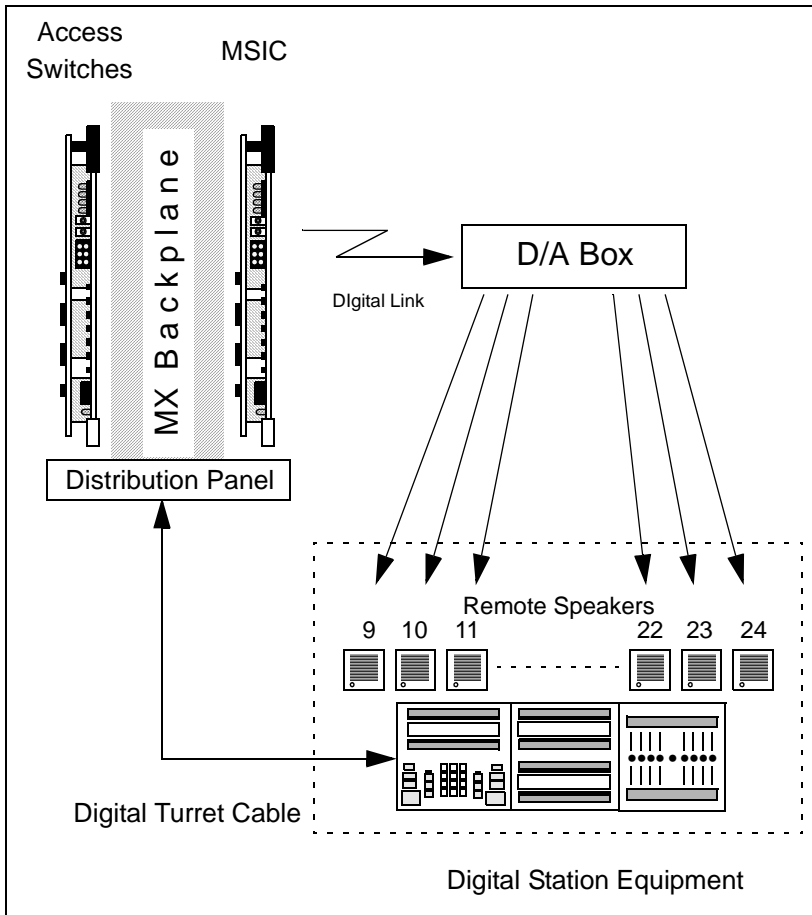 Access
Switches
MSIC
MX Backplane
D/A Box
DIgital Link
Distribution Panel
Remote Speakers
9 10 11 22 23 24
Digital Turret Cable
Digital Station Equipment